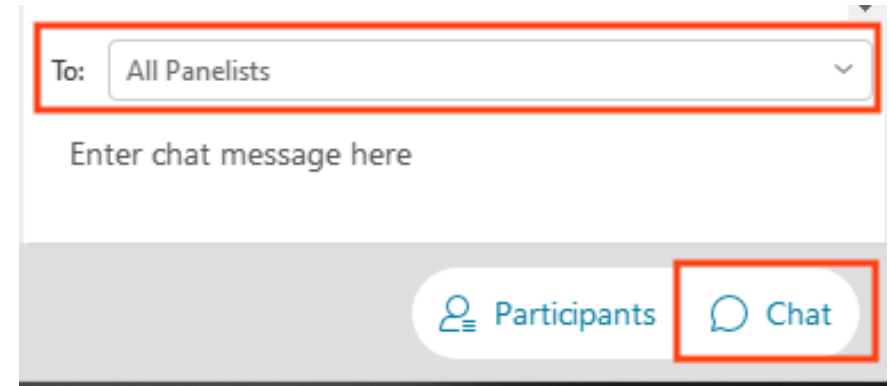 To: All Panelists
Enter chat message here
Participants Chat